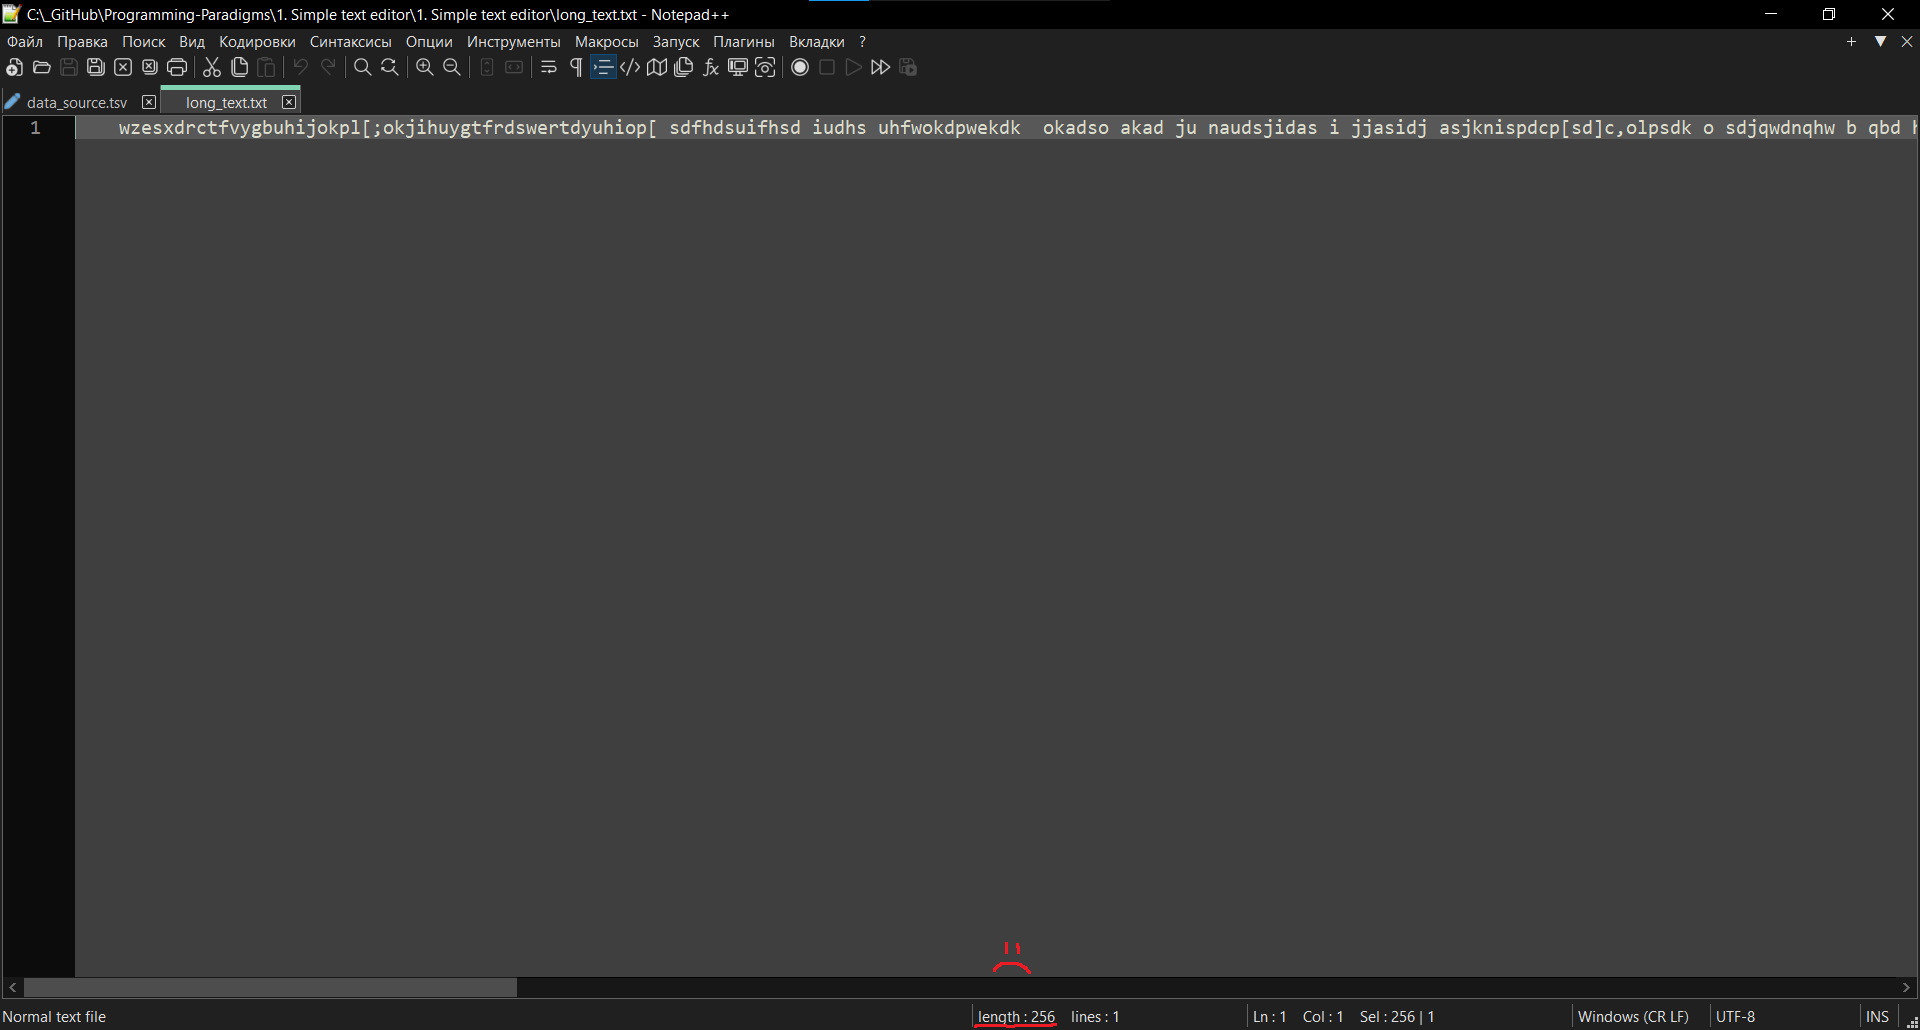 C:\_GitHub\Programming-Paradigms\1. Simple text editor\1. Simple text editor\long_text.txt - Notepad++
Файл Правка Поиск Вид Кодировки Синтаксисы Опции Инструменты Макросы Запуск Плагины Вкладки ?
data_source.tsv long_text.txt
1 wzesxdrctfvygbuhijokpl[;okjihuygtfrdswertdyuhiop[ sdfhdsuifhsd iudhs uhfwokdpwekdk  okadso akad ju naudsjidas i jjasidj asjknispdcp[sd]c,olpsdk o sdjqwdnqhw b qbd
Normal text file length : 256 lines : 1 Ln : 1 Col : 1 Sel : 256 | 1 Windows (CR LF) UTF-8 INS